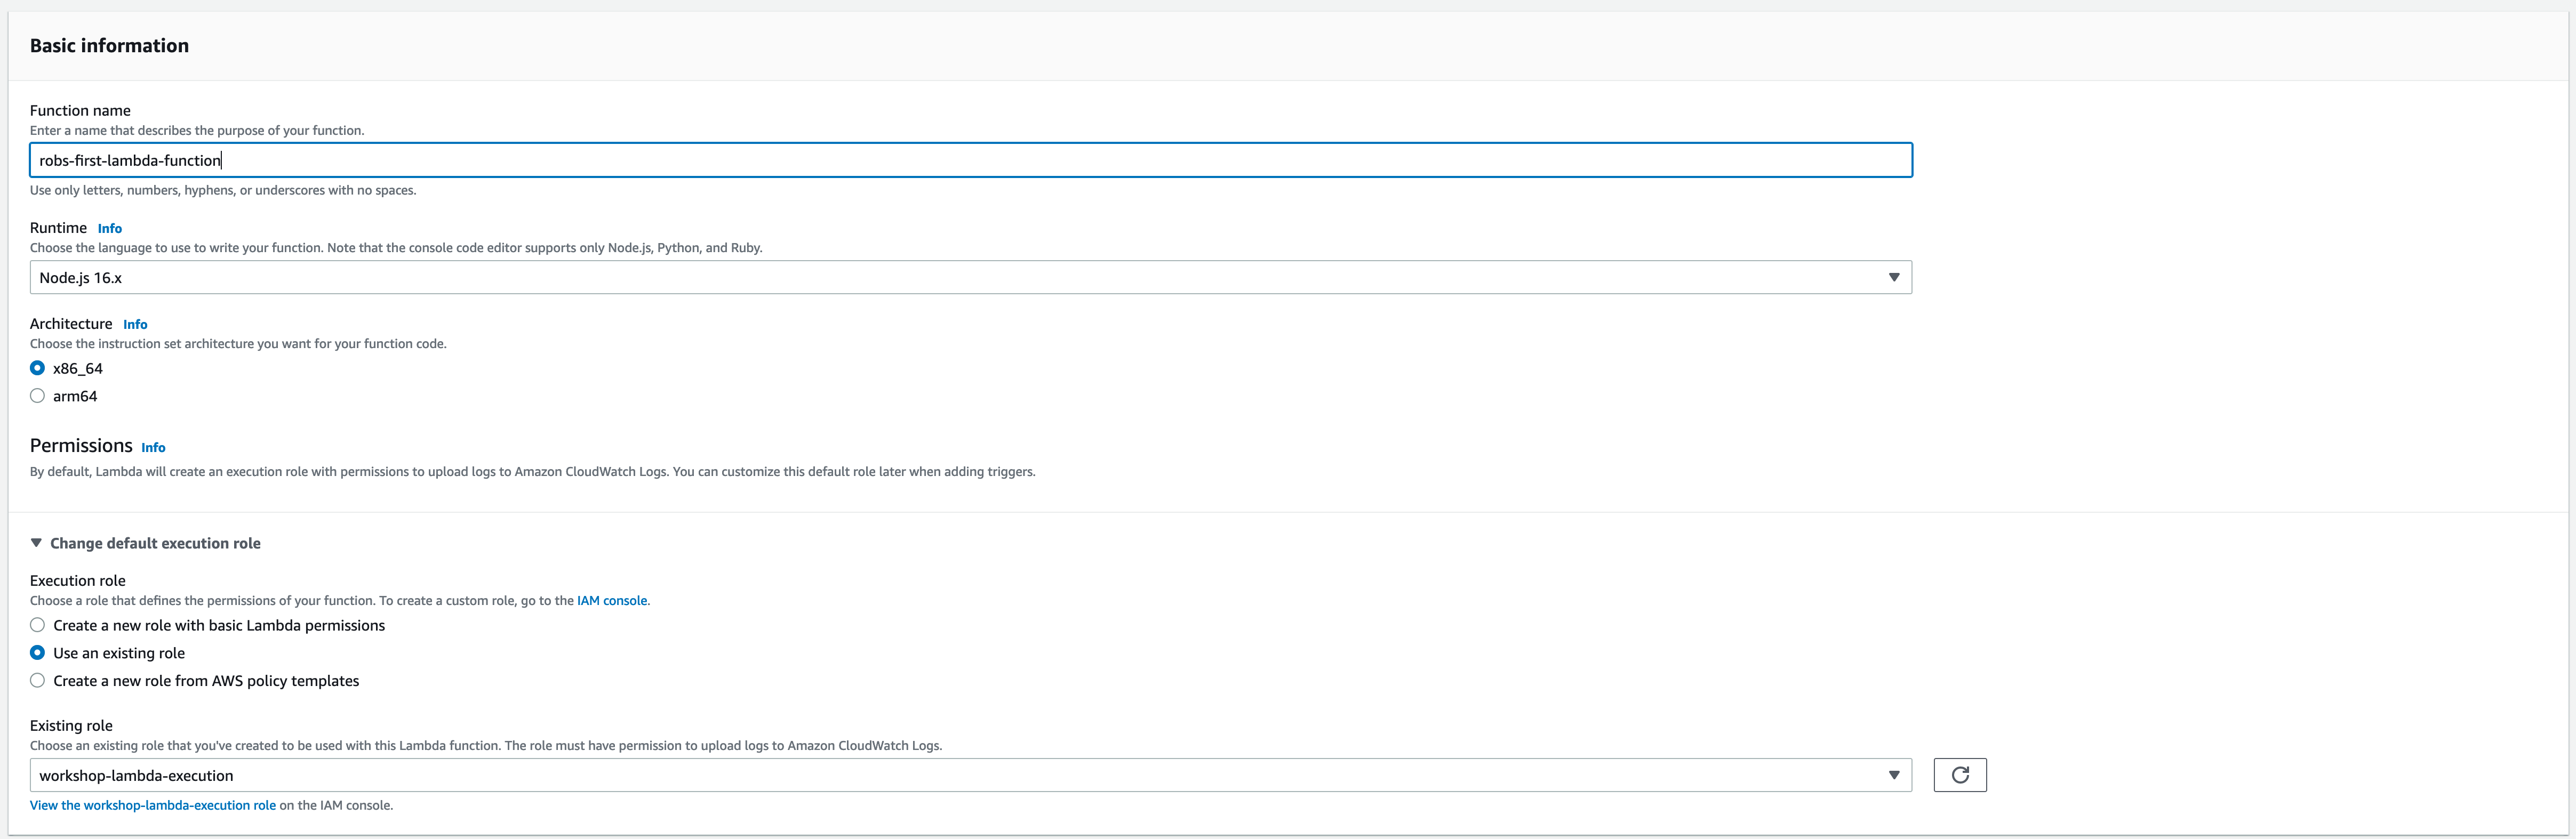 Basic information
Function name
Enter a name that describes the purpose of your function.
robs-first-lambda-function
Use only letters, numbers, hyphens, or underscores with no spaces.
Runtime Info
Choose the language to use to write your function. Note that the console code editor supports only Node.js, Python, and Ruby.
Node.js 16.x
Architecture Info
Choose the instruction set architecture you want for your function code.
x86_64
arm64
Permissions Info
By default, Lambda will create an execution role with permissions to upload logs to Amazon CloudWatch Logs. You can customize this default role later when adding triggers.
Change default execution role
Execution role
Choose a role that defines the permissions of your function. To create a custom role, go to the IAM console.
Create a new role with basic Lambda permissions
Use an existing role
Create a new role from AWS policy templates
Existing role
Choose an existing role that you've created to be used with this Lambda function. The role must have permission to upload logs to Amazon CloudWatch Logs.
workshop-lambda-execution
View the workshop-lambda-execution role on the IAM console.